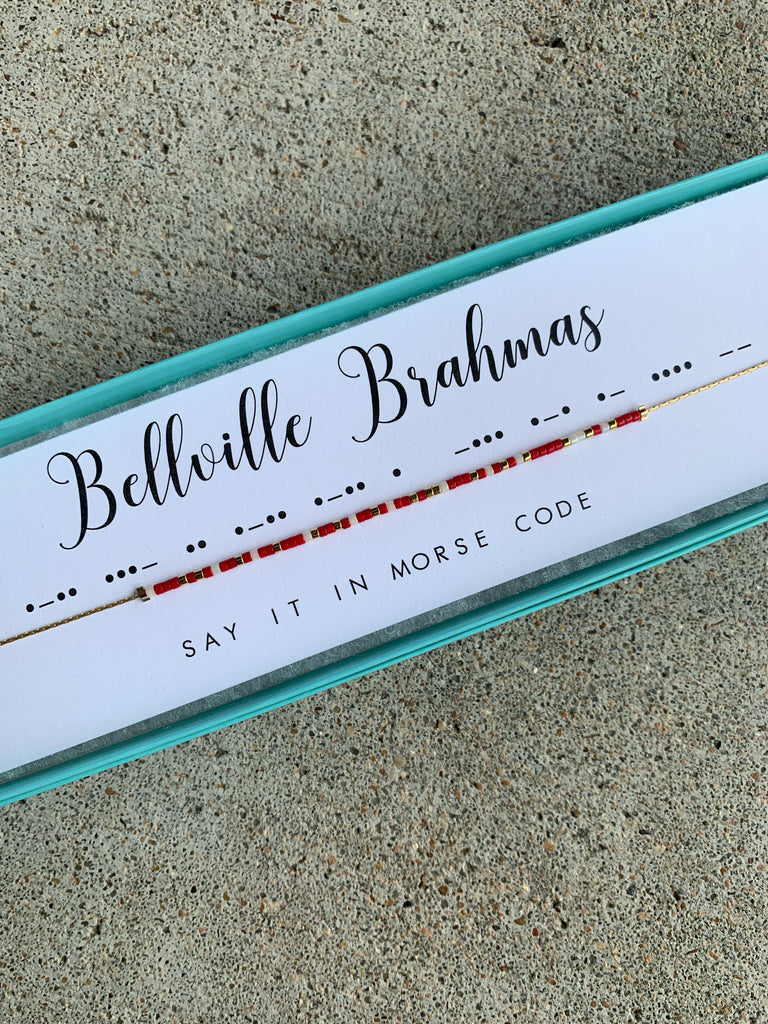 Bellville Brahmas
•–•• •••– •• •–•• •–•• • –••• •–• •– •••• ––
SAY IT IN MORSE CODE